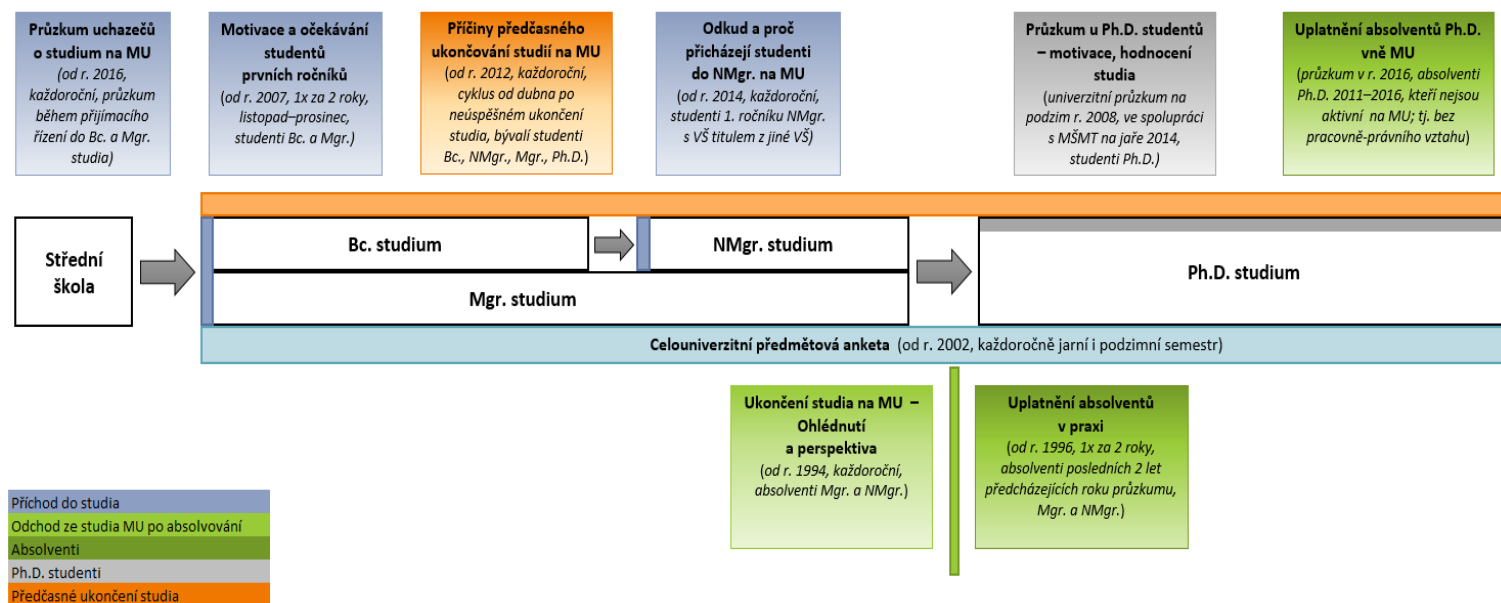 Průzkum uchazečů
o studium na MU
(od r. 2016,
každoroční, průzkum
během přijímacího
řízení do Bc. a Mgr.
studia)
Motivace a očekávání
studentů
prvních ročníků
(od r. 2007, 1x za 2 roky,
listopad–prosinec,
studenti Bc. a Mgr.)
Příčiny předčasného
ukončování studií na MU
(od r. 2012, každoroční,
cyklus od dubna po
neúspěšném ukončení
studia, bývalí studenti
Bc., NMgr., Mgr., Ph.D.)
Odkud a proč
přicházejí studenti
do NMgr. na MU
(od r. 2014, každoroční,
studenti 1. ročníku NMgr.
s VŠ titulem z jiné VŠ)
Průzkum u Ph.D. studentů
– motivace, hodnocení
studia
(univerzitní průzkum na
podzim r. 2008, ve spolupráci
s MŠMT na jaře 2014,
studenti Ph.D.)
Uplatnění absolventů Ph.D.
vně MU
(průzkum v r. 2016, absolventi
Ph.D. 2011–2016, kteří nejsou
aktivní na MU; tj. bez
pracovně-právního vztahu)
Střední
škola
Bc. studium
NMgr. studium
Mgr. studium
Ph.D. studium
Celouniverzitní předmětová anketa (od r. 2002, každoročně jarní i podzimní semestr)
Ukončení studia na MU –
Ohlédnutí
a perspektiva
(od r. 1994, každoroční,
absolventi Mgr. a NMgr.)
Uplatnění absolventů
v praxi
(od r. 1996, 1x za 2 roky,
absolventi posledních 2 let
předcházejících roku průzkumu,
Mgr. a NMgr.)
Příchod do studia
Odchod ze studia MU po absolvování
Absolventi
Ph.D. studenti
Předčasné ukončení studia